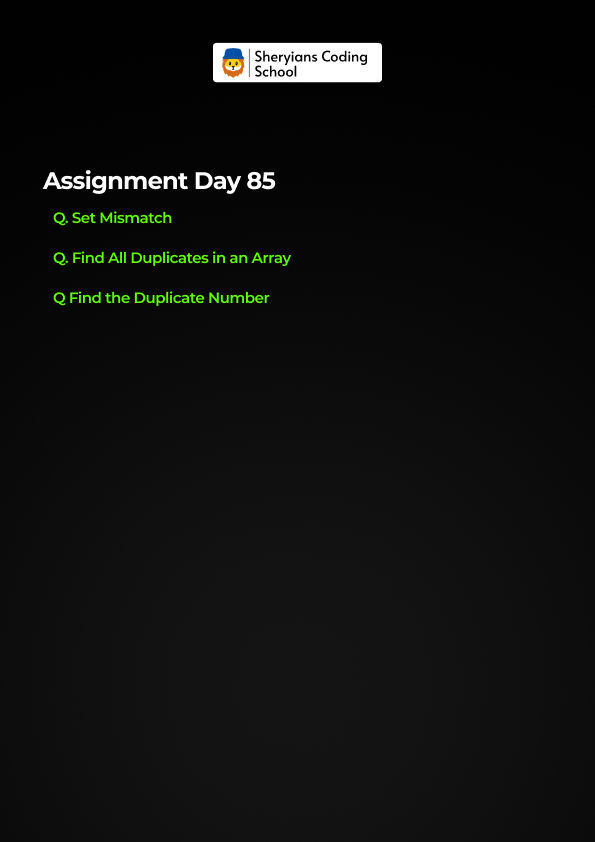 Sheryians Coding
School
Assignment Day 85
Q. Set Mismatch
Q. Find All Duplicates in an Array
Q Find the Duplicate Number